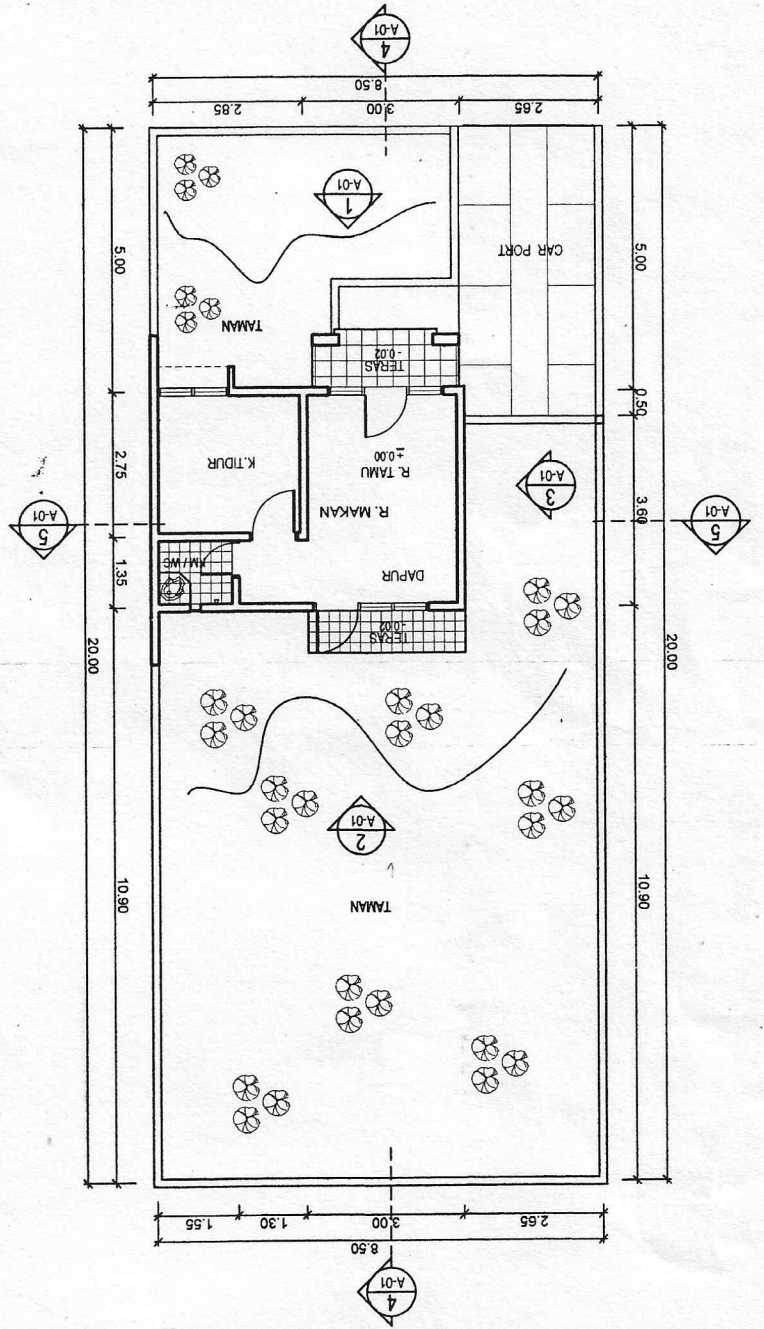 4
A-01
8.50
2.65 3.00 1.30 1.55
TAMAN
10.90
10.90
2
A-01
20.00
20.00
TERAS
-0.02
DAPUR
KM / WC
1.35
5
A-01
3.60
3
A-01
R. MAKAN
R. TAMU
± 0.00
K.TIDUR
2.75
5
A-01
0.50
TERAS
-0.02
TAMAN
CAR PORT
5.00
5.00
1
A-01
2.65 3.00 2.85
8.50
4
A-01